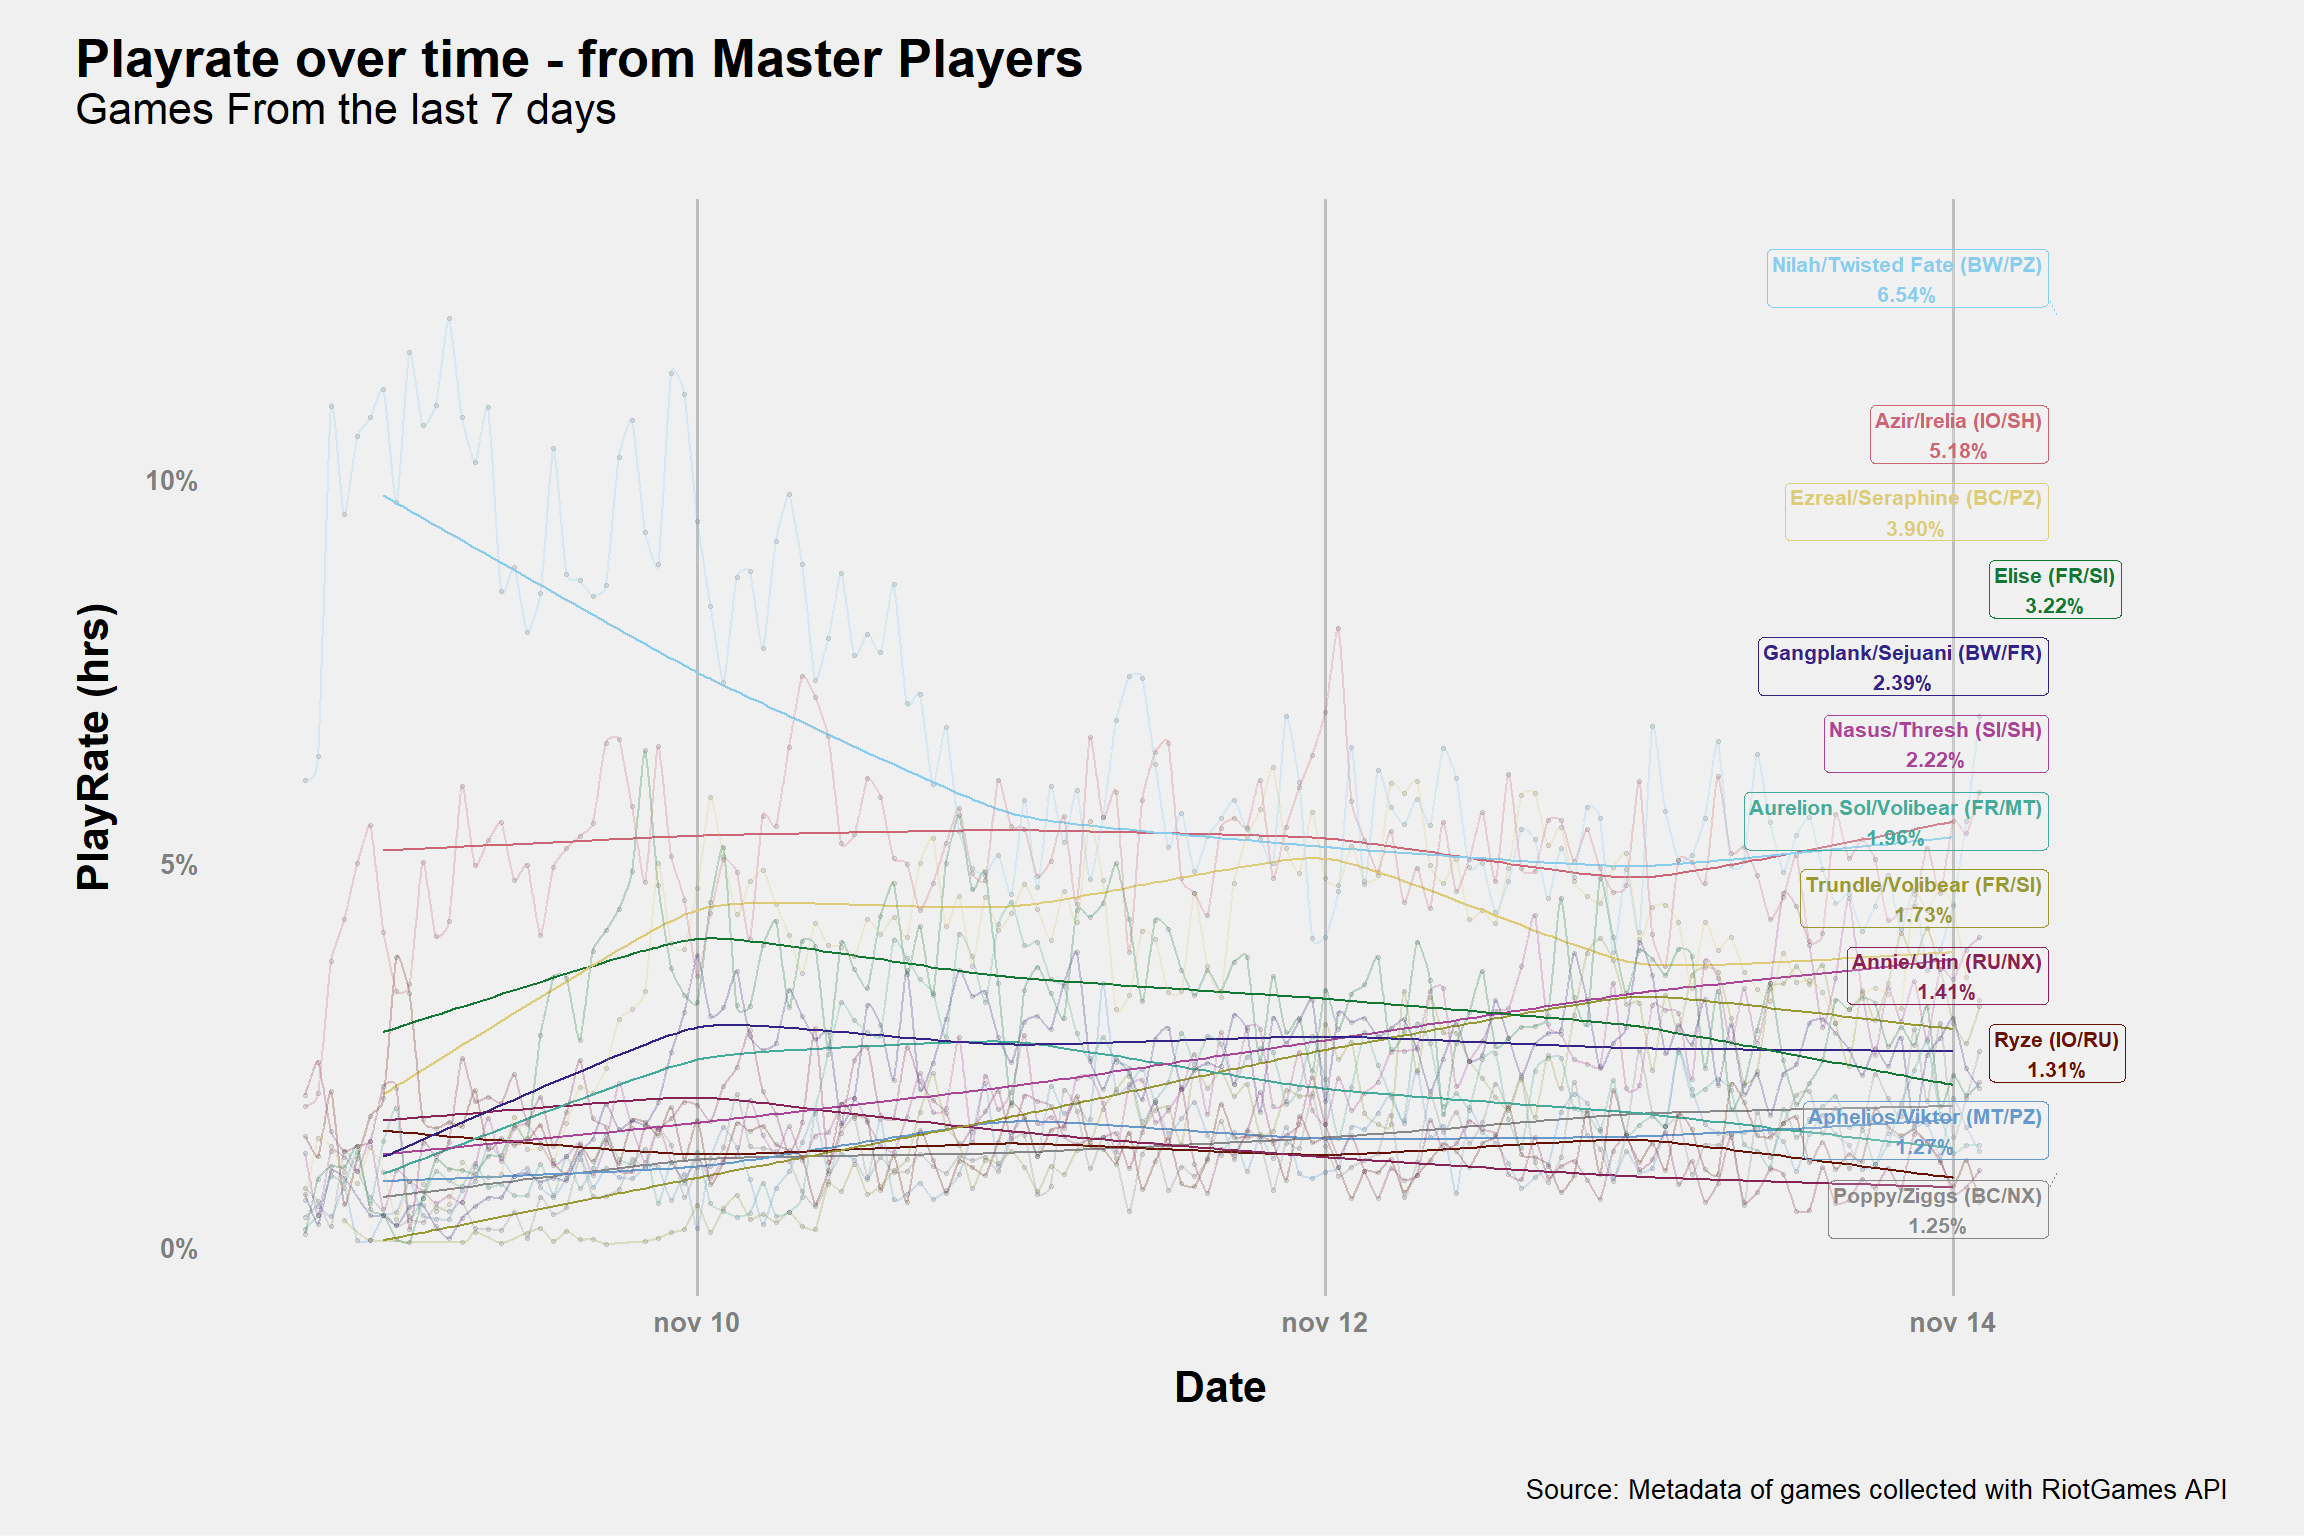 Playrate over time - from Master Players
Games From the last 7 days
PlayRate (hrs)
10%
5%
0%
Nilah/Twisted Fate (BW/PZ)
6.54%
Azir/Irelia (IO/SH)
5.18%
Ezreal/Seraphine (BC/PZ)
3.90%
Elise (FR/SI)
3.22%
Gangplank/Sejuani (BW/FR)
2.39%
Nasus/Thresh (SI/SH)
2.22%
Aurelion Sol/Volibear (FR/MT)
1.96%
Trundle/Volibear (FR/SI)
1.73%
Annie/Jhin (RU/NX)
1.41%
Ryze (IO/RU)
1.31%
Aphelios/Viktor (MT/PZ)
1.27%
Poppy/Ziggs (BC/NX)
1.25%
nov 10
nov 12
nov 14
Date
Source: Metadata of games collected with RiotGames API